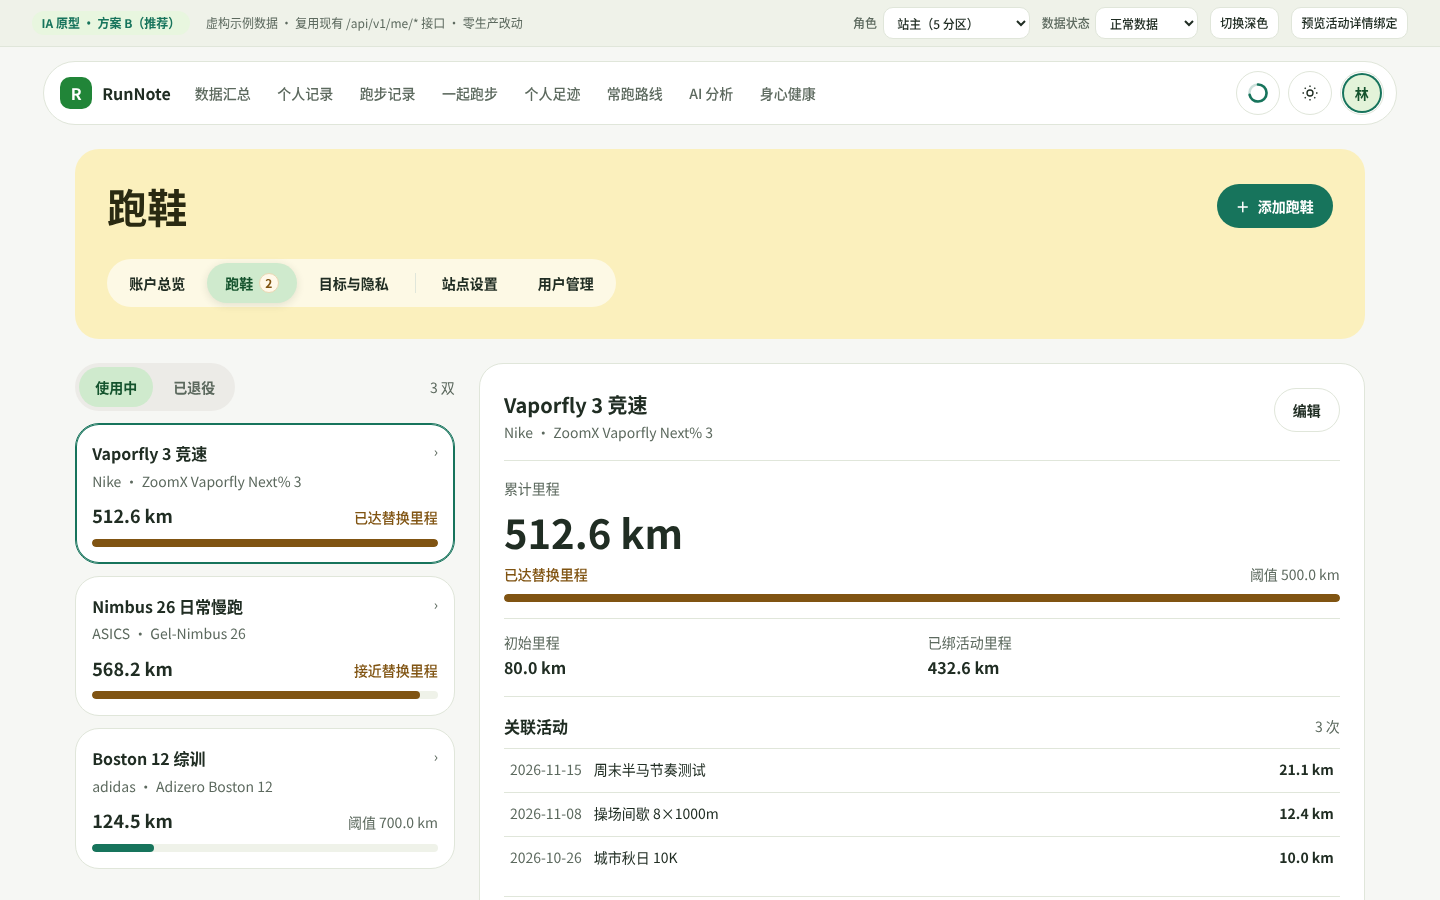 IA 原型 · 方案 B（推荐） 虚构示例数据 · 复用现有 /api/v1/me/* 接口 · 零生产改动 角色 站主（5 分区） 数据状态 正常数据 切换深色 预览活动详情绑定
R RunNote 数据汇总 个人记录 跑步记录 一起跑步 个人足迹 常跑路线 AI 分析 身心健康 林
跑鞋
+ 添加跑鞋
账户总览 跑鞋 2 目标与隐私 站点设置 用户管理
使用中 已退役 3 双
Vaporfly 3 竞速 ›
Nike · ZoomX Vaporfly Next% 3
512.6 km 已达替换里程
Nimbus 26 日常慢跑 ›
ASICS · Gel-Nimbus 26
568.2 km 接近替换里程
Boston 12 综训 ›
adidas · Adizero Boston 12
124.5 km 阈值 700.0 km
Vaporfly 3 竞速
Nike · ZoomX Vaporfly Next% 3
编辑
累计里程
512.6 km
已达替换里程 阈值 500.0 km
初始里程 已绑活动里程
80.0 km 432.6 km
关联活动 3 次
2026-11-15 周末半马节奏测试 21.1 km
2026-11-08 操场间歇 8×1000m 12.4 km
2026-10-26 城市秋日 10K 10.0 km